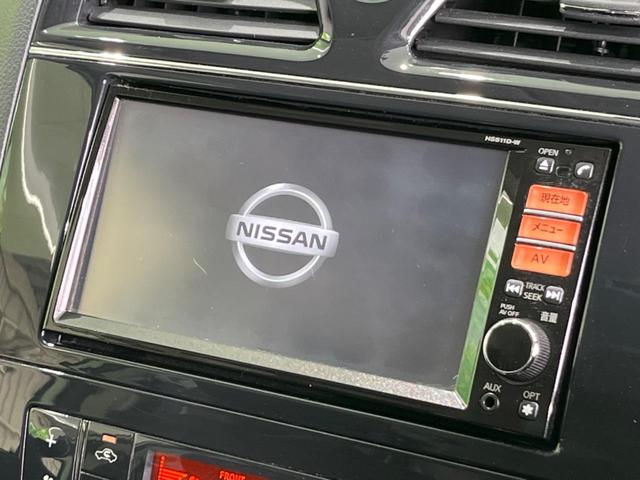 HS511D-W
OPEN
現在地
メニュー
AV
TRACK
SEEK
PUSH
AV OFF
音量
AUX
OPT
NISSAN
FRONT